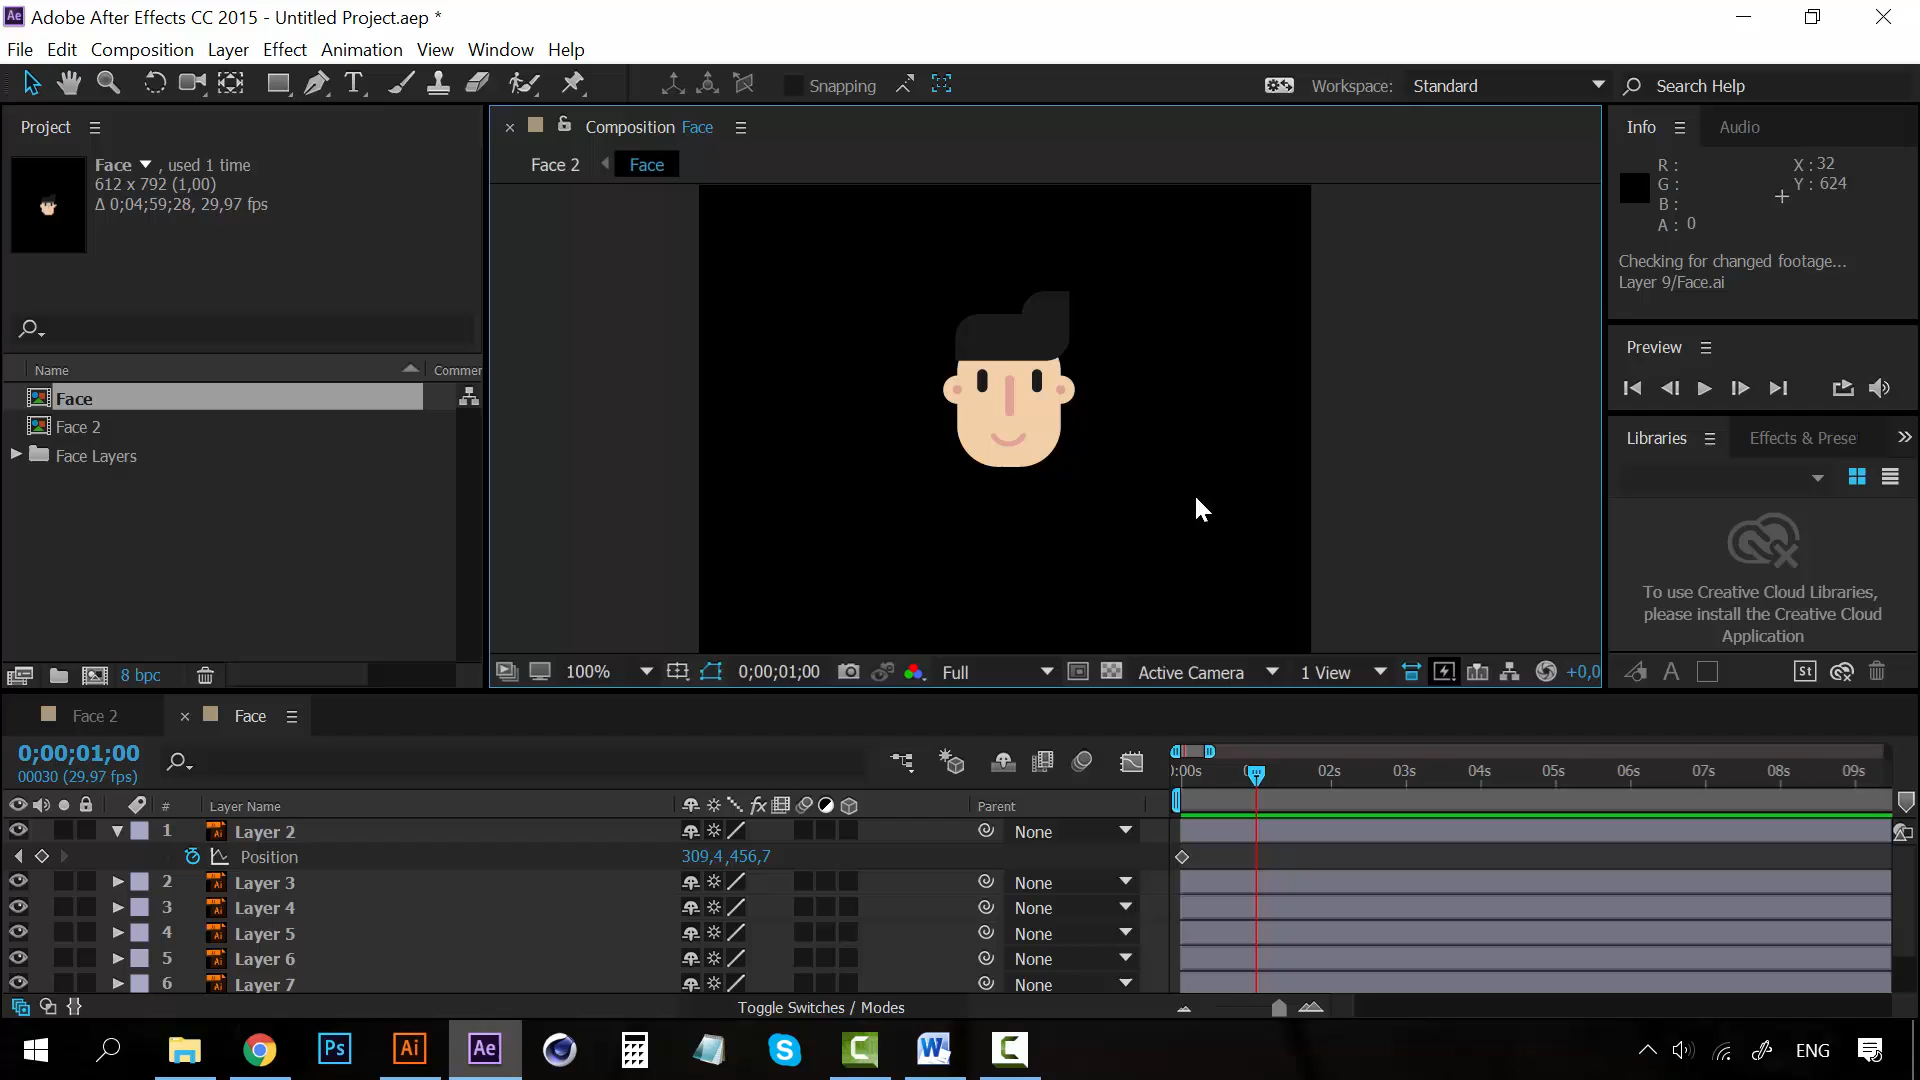 Adobe After Effects CC 2015 - Untitled Project.aep *
File Edit Composition Layer Effect Animation View Window Help
Snapping
Workspace: Standard
Search Help
Project
Face , used 1 time
612 x 792 (1,00)
Δ 0;04;59;28, 29,97 fps
Name Commer
Face
Face 2
Face Layers
8 bpc
Composition Face
Face 2 Face
100% 0;00;01;00 Full Active Camera 1 View +0,0
Info Audio
R :
G :
B :
A : 0
X : 32
Y : 624
Checking for changed footage...
Layer 9/Face.ai
Preview
Libraries Effects & Prese
To use Creative Cloud Libraries,
please install the Creative Cloud
Application
St
Face 2 Face
0;00;01;00
00030 (29.97 fps)
):00s 02s 03s 04s 05s 06s 07s 08s 09s
# Layer Name fx Parent
1 Layer 2 None
Position 309,4,456,7
2 Layer 3 None
3 Layer 4 None
4 Layer 5 None
5 Layer 6 None
6 Layer 7 None
Toggle Switches / Modes
Ps Ai Ae
ENG